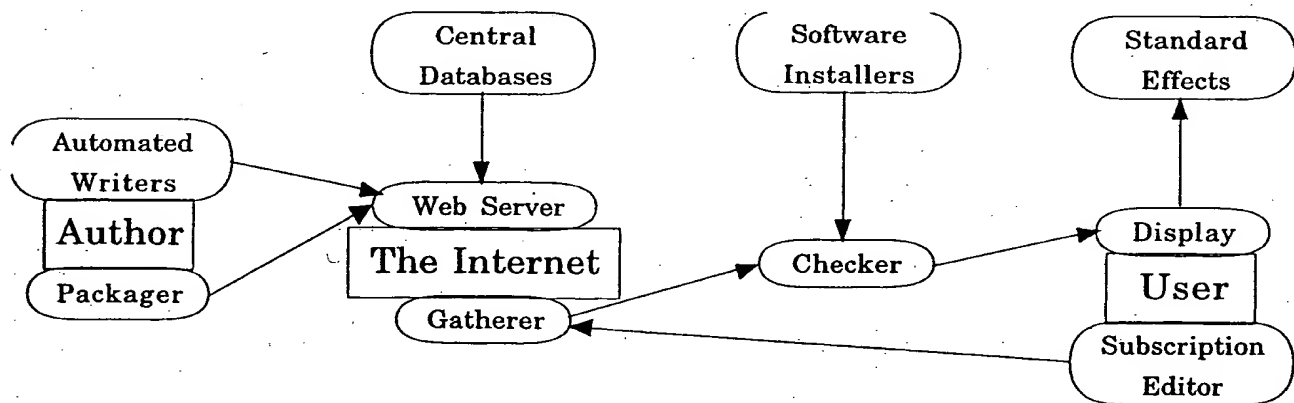 Central
Databases
Software
Installers
Standard
Effects
Automated
Writers
Author
Packager
Web Server
The Internet
Gatherer
Checker
Display
User
Subscription
Editor